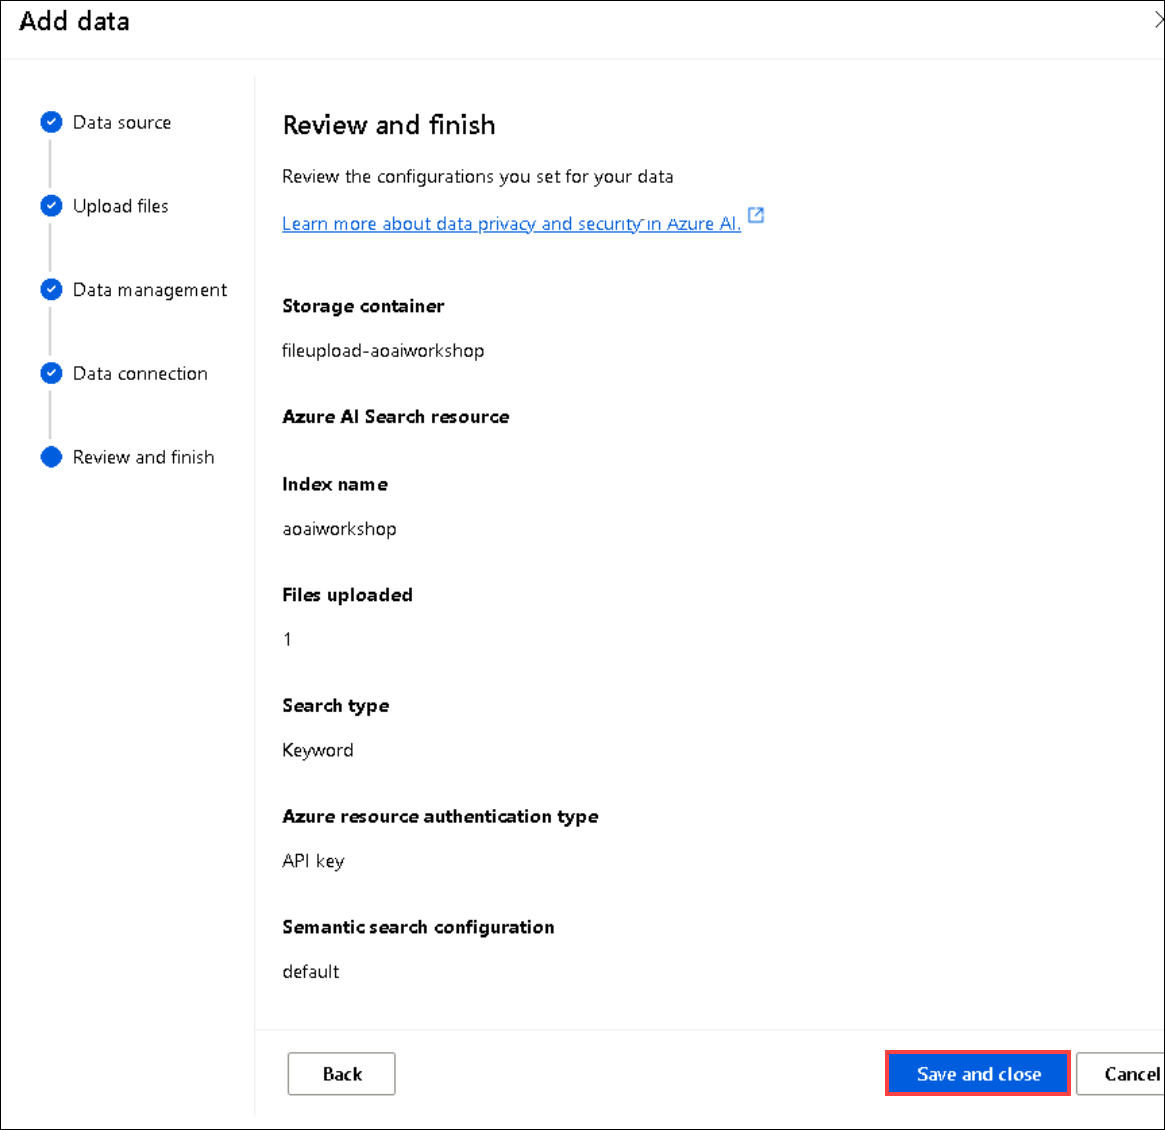 Add data
Data source
Upload files
Data management
Data connection
Review and finish
Review and finish
Review the configurations you set for your data
Learn more about data privacy and security in Azure AI.
Storage container
fileupload-aoaiworkshop
Azure AI Search resource
Index name
aoaiworkshop
Files uploaded
1
Search type
Keyword
Azure resource authentication type
API key
Semantic search configuration
default
Back
Save and close
Cancel